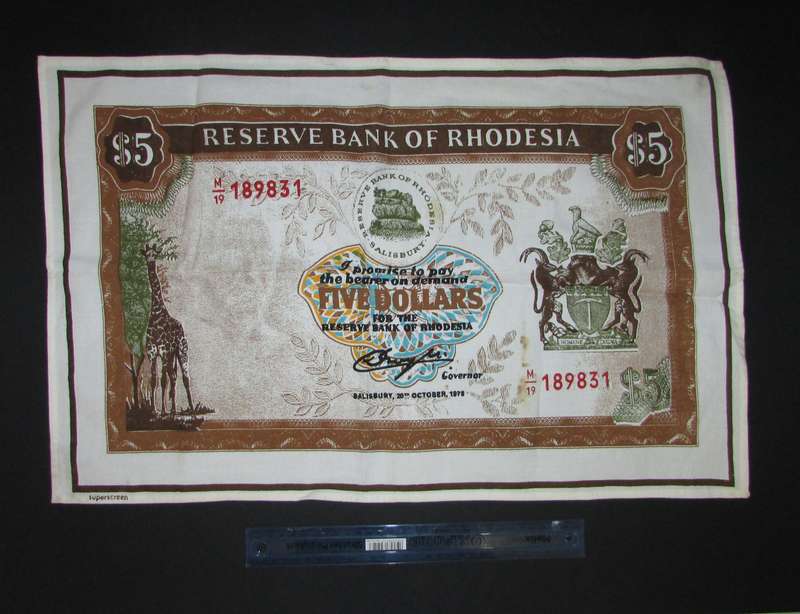 $5
RESERVE BANK OF RHODESIA
$5
M/19 189831
RESERVE BANK OF RHODESIA
SALISBURY
I promise to pay
the bearer on demand
FIVE DOLLARS
FOR THE
RESERVE BANK OF RHODESIA
Governor
SALISBURY, 20TH OCTOBER, 1978
M/19 189831
$5
superscreen